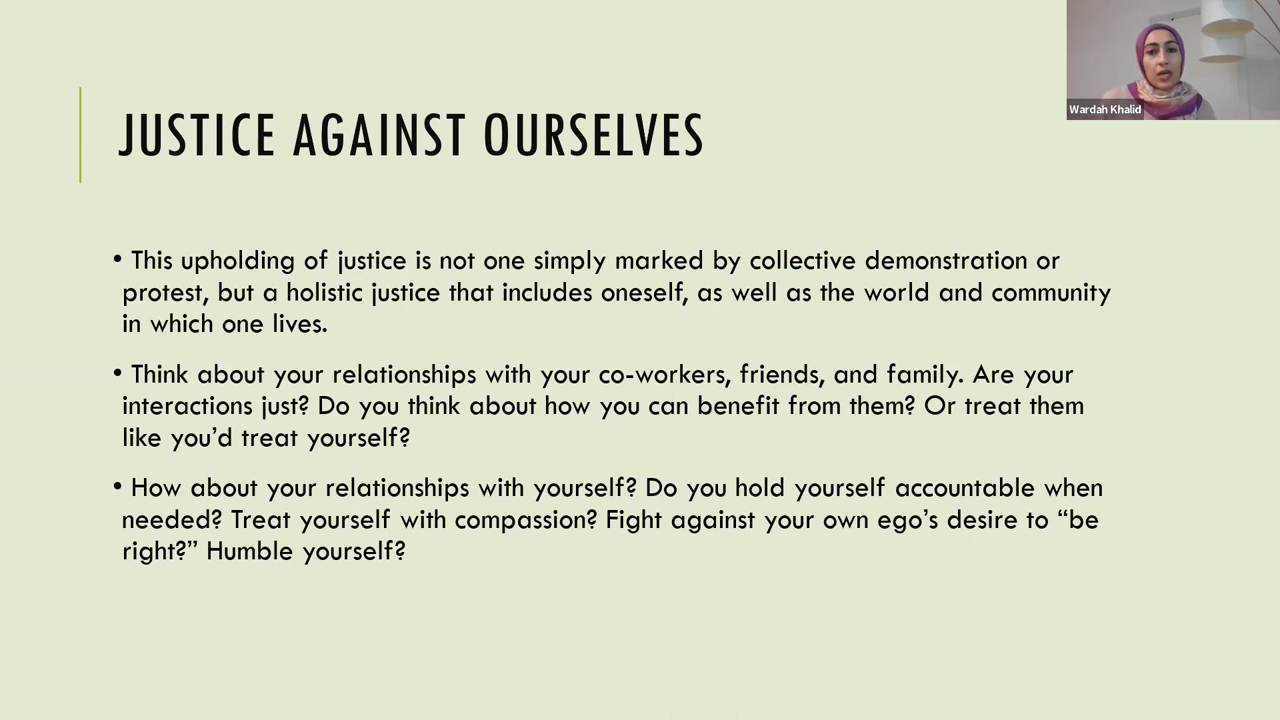 Wardah Khalid
JUSTICE AGAINST OURSELVES
• This upholding of justice is not one simply marked by collective demonstration or
protest, but a holistic justice that includes oneself, as well as the world and community
in which one lives.
• Think about your relationships with your co-workers, friends, and family. Are your
interactions just? Do you think about how you can benefit from them? Or treat them
like you’d treat yourself?
• How about your relationships with yourself? Do you hold yourself accountable when
needed? Treat yourself with compassion? Fight against your own ego’s desire to “be
right?” Humble yourself?